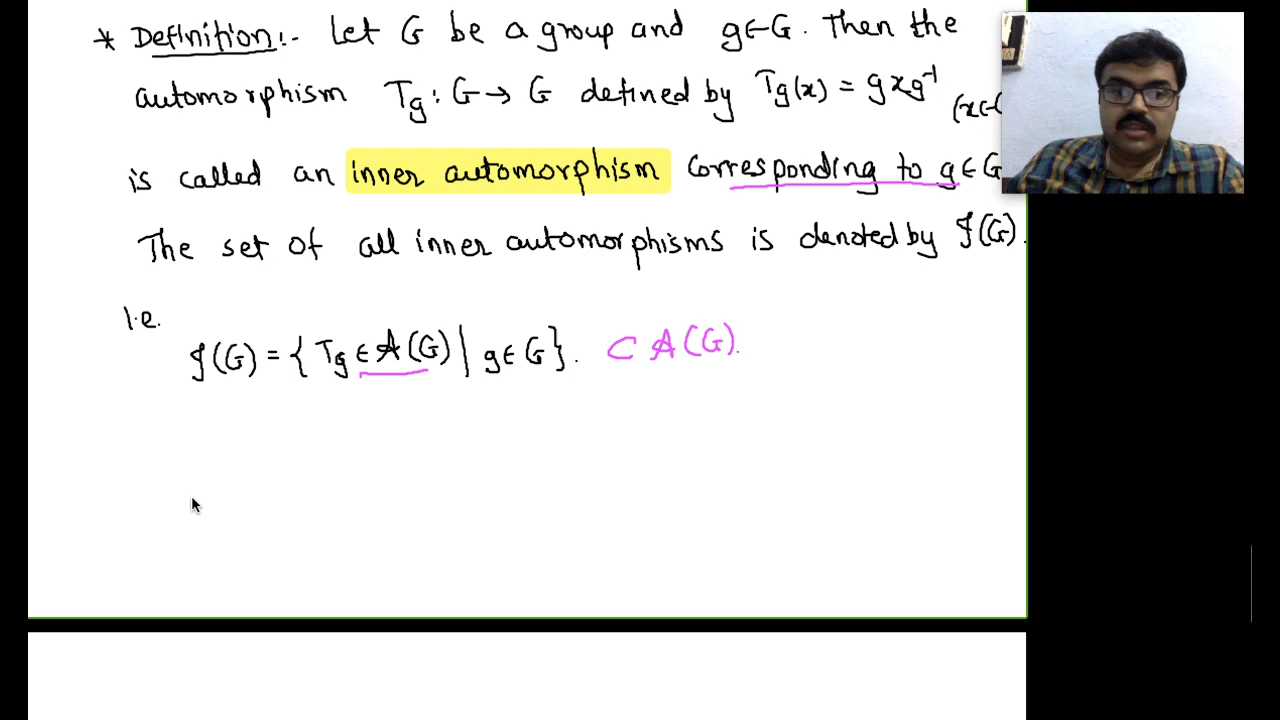 * Definition:- Let G be a group and g∈G. Then the
automorphism Tg: G → G defined by Tg(x) = gxg⁻¹
(x∈
is called an inner automorphism corresponding to g∈G
The set of all inner automorphisms is denoted by ℐ(G).
i.e.
ℐ(G) = { Tg ∈ 𝒜(G) | g∈G }. ⊂ 𝒜(G).